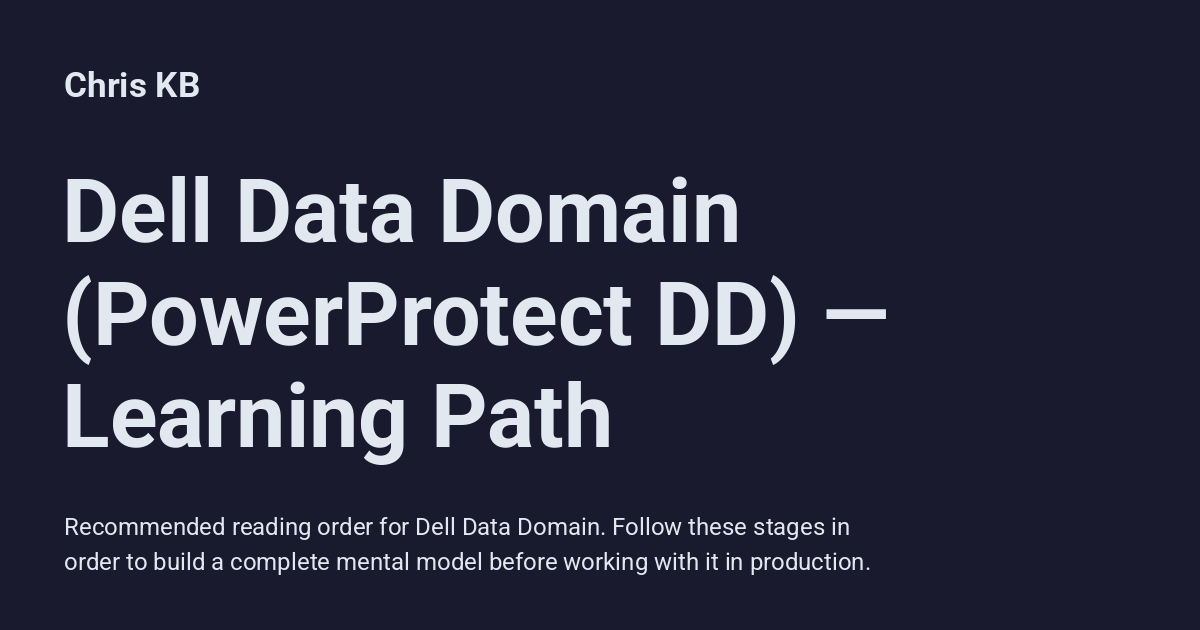 Chris KB
Dell Data Domain
(PowerProtect DD) —
Learning Path
Recommended reading order for Dell Data Domain. Follow these stages in
order to build a complete mental model before working with it in production.